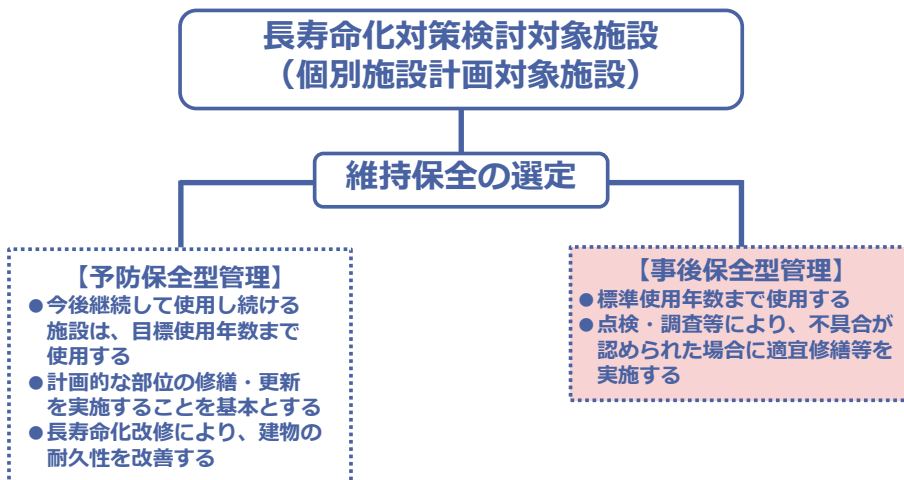 長寿命化対策検討対象施設
（個別施設計画対象施設）
維持保全の選定
【予防保全型管理】
●今後継続して使用し続ける
施設は、目標使用年数まで
使用する
●計画的な部位の修繕・更新
を実施することを基本とする
●長寿命化改修により、建物の
耐久性を改善する
【事後保全型管理】
●標準使用年数まで使用する
●点検・調査等により、不具合が
認められた場合に適宜修繕等を
実施する